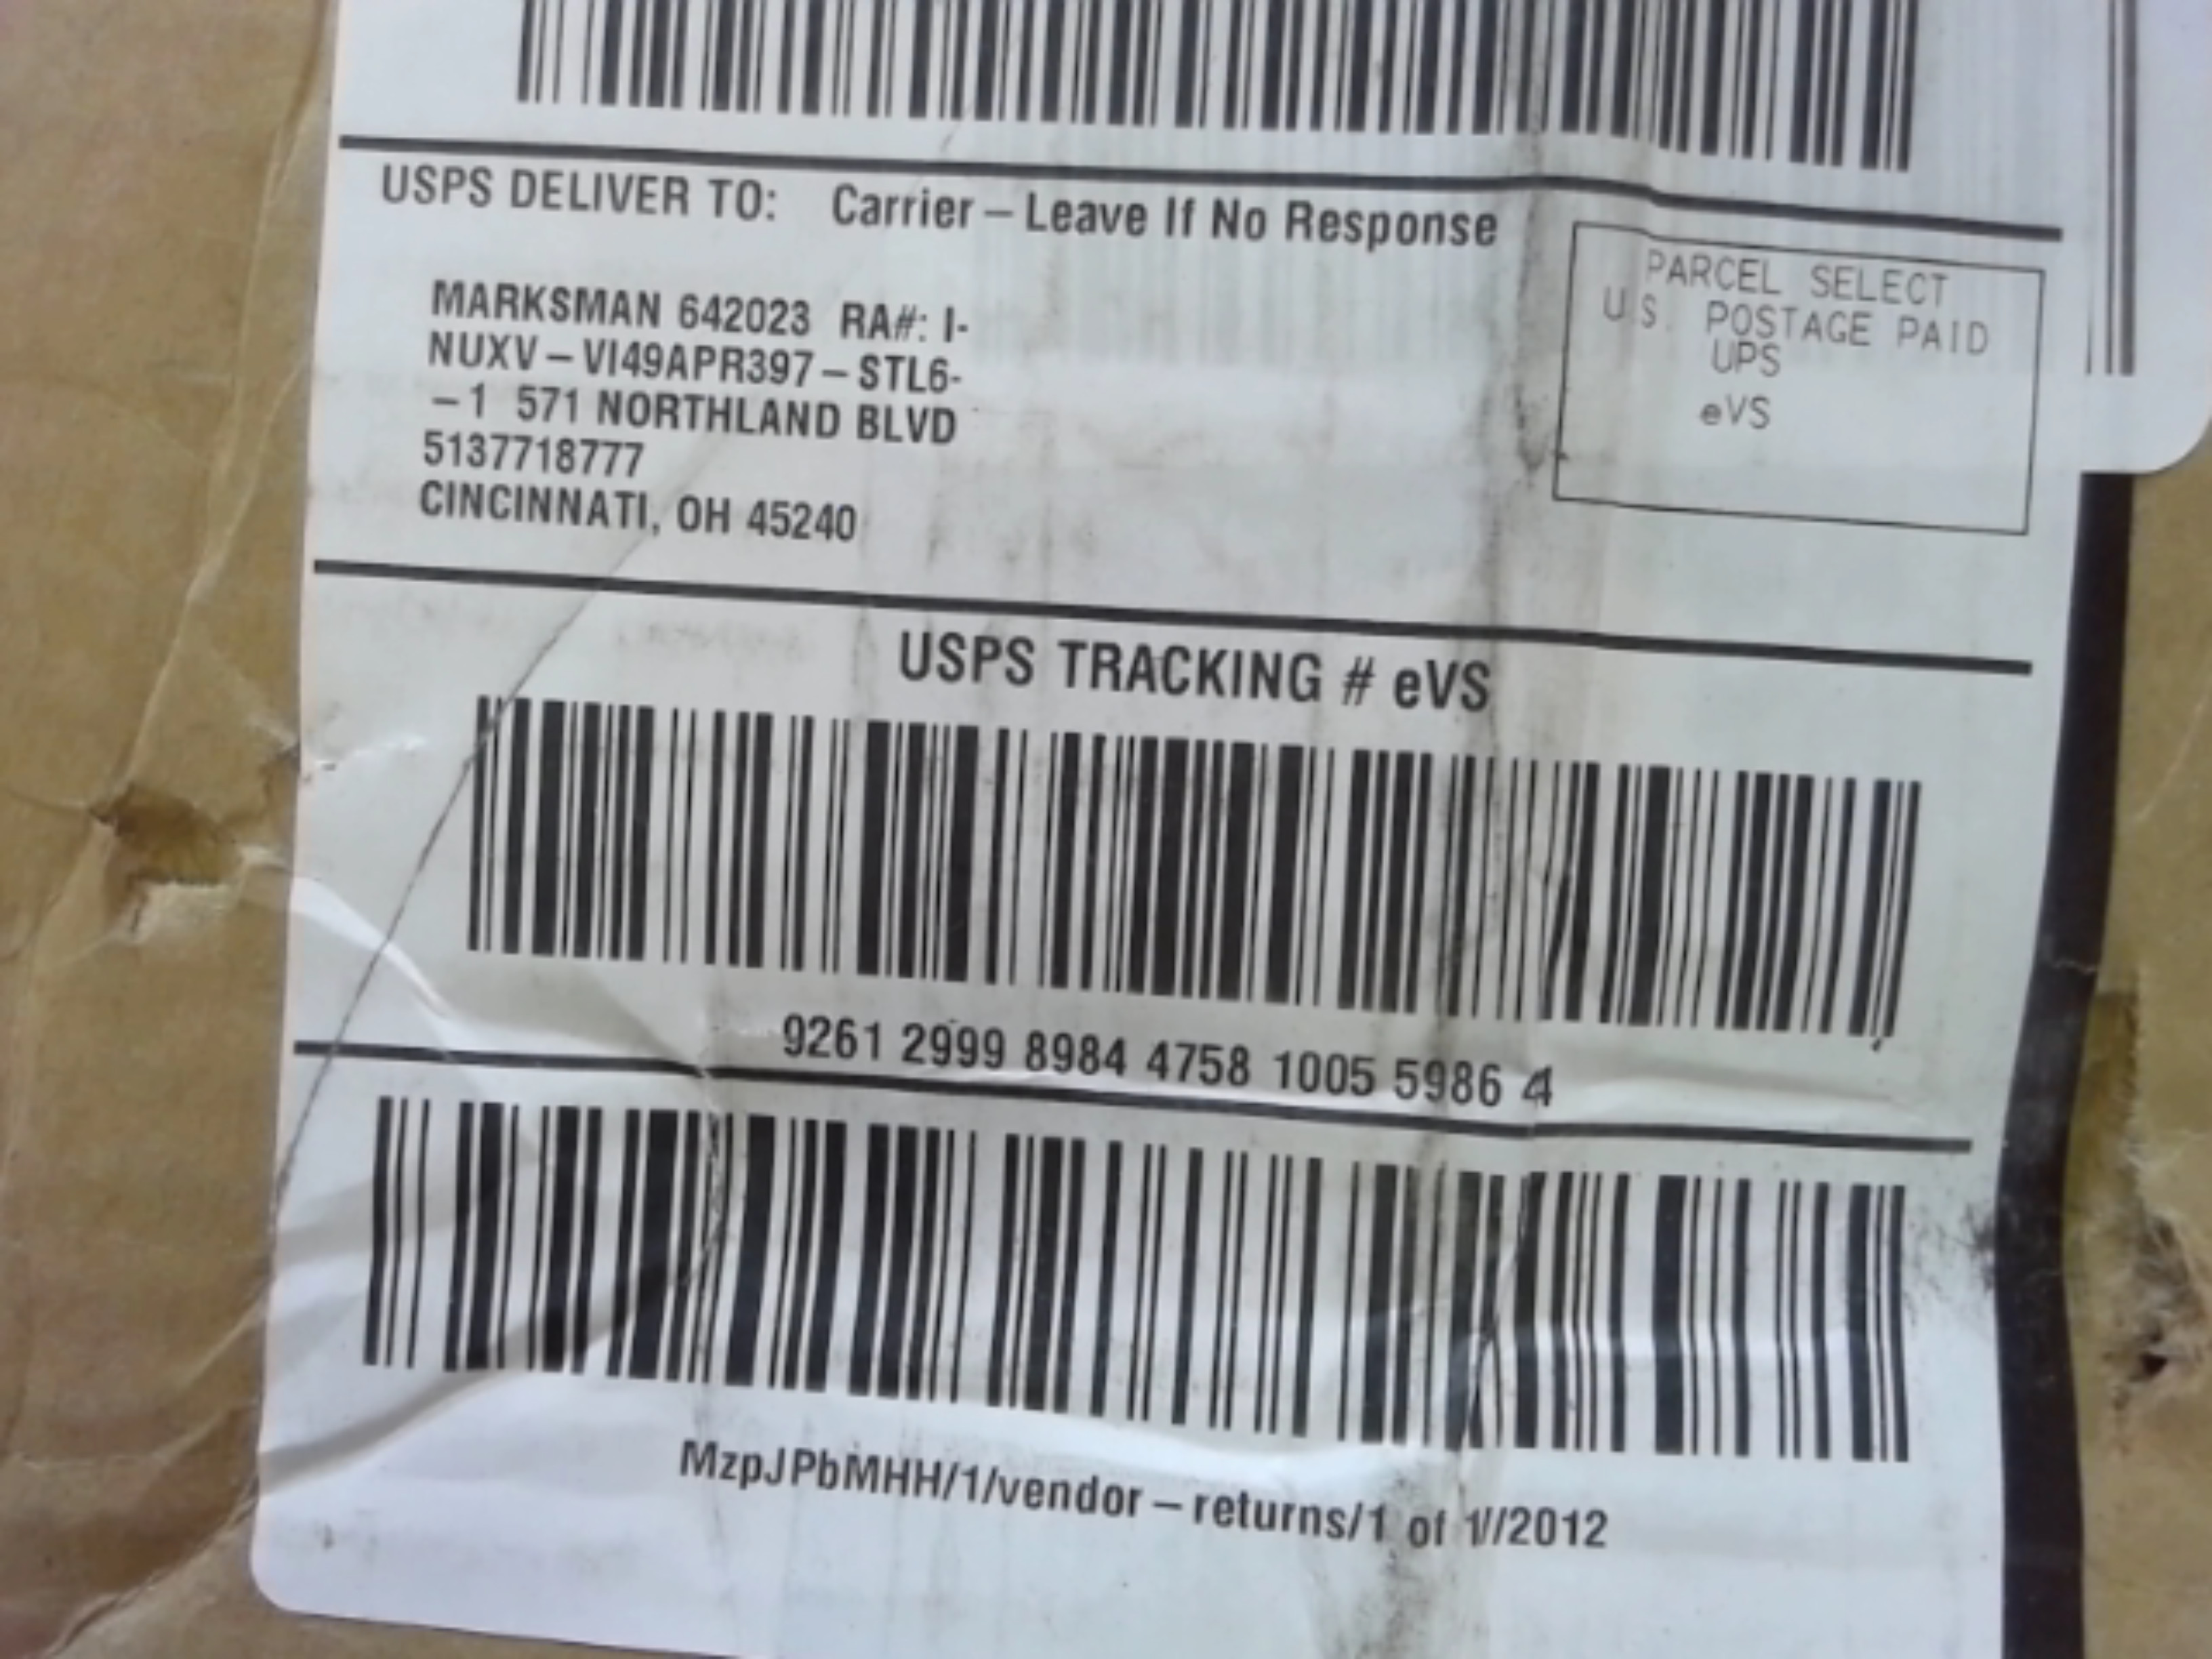 USPS DELIVER TO: Carrier – Leave If No Response
MARKSMAN 642023 RA#: I-
NUXV – VI49APR397 – STL6-
– 1 571 NORTHLAND BLVD
5137718777
CINCINNATI, OH 45240
PARCEL SELECT
U.S. POSTAGE PAID
UPS
eVS
USPS TRACKING # eVS
9261 2999 8984 4758 1005 5986 4
MzpJPbMHH/1/vendor – returns/1 of 1//2012